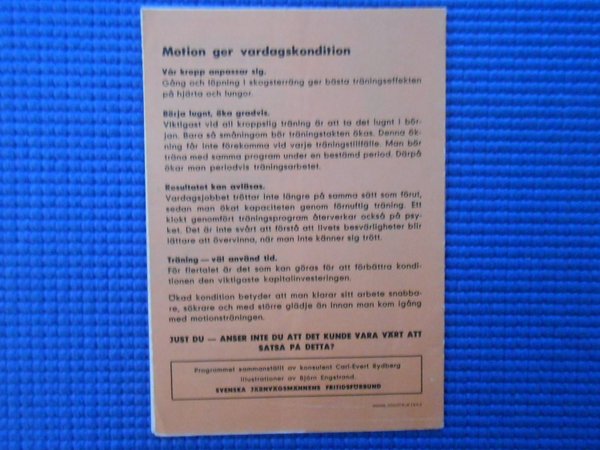 Motion ger vardagskondition
Vår kropp anpassar sig.
Gång och löpning i skogsterräng ger bästa träningseffekten
på hjärta och lungor.
Börja lugnt, öka gradvis.
Viktigast vid all kroppslig träning är att ta det lugnt i bör-
jan. Bara så småningom bör träningstakten ökas. Denna ök-
ning får inte förekomma vid varje träningstillfälle. Man bör
träna med samma program under en bestämd period. Därpå
ökar man periodvis träningsarbetet.
Resultatet kan avläsas.
Vardagsjobbet tröttar inte längre på samma sätt som förut,
sedan man ökat kapaciteten genom förnuftig träning. Ett
klokt genomfört träningsprogram återverkar också på psy-
ket. Det är inte svårt att förstå att livets besvärligheter blir
lättare att övervinna, när man inte känner sig trött.
Träning — väl använd tid.
För flertalet är det som kan göras för att förbättra kondi-
tionen den viktigaste kapitalinvesteringen.
Ökad kondition betyder att man klarar sitt arbete snabba-
re, säkrare och med större glädje än innan man kom igång
med motionsträningen.
JUST DU — ANSER INTE DU ATT DET KUNDE VARA VÄRT ATT
SATSA PÅ DETTA?
Programmet sammanställt av konsulent Carl-Evert Rydberg
Illustrationer av Björn Engstrand.
SVENSKA JÄRNVÄGSMÄNNENS FRITIDSFÖRBUND